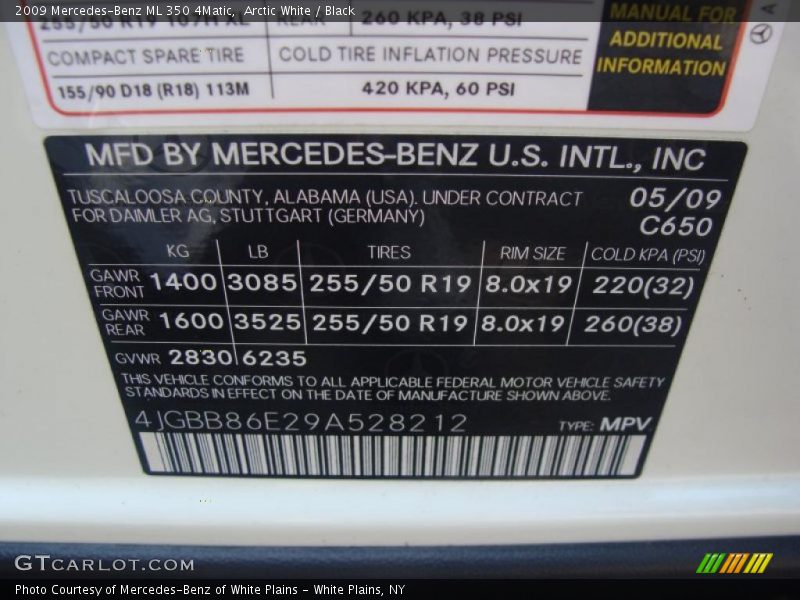 2009 Mercedes-Benz ML 350 4Matic, Arctic White / Black
255/50 R19 107H XL REAR 260 KPA, 38 PSI
COMPACT SPARE TIRE COLD TIRE INFLATION PRESSURE
155/90 D18 (R18) 113M 420 KPA, 60 PSI
MANUAL FOR
ADDITIONAL
INFORMATION
A
MFD BY MERCEDES-BENZ U.S. INTL., INC
TUSCALOOSA COUNTY, ALABAMA (USA). UNDER CONTRACT 05/09
FOR DAIMLER AG, STUTTGART (GERMANY) C650
KG LB TIRES RIM SIZE COLD KPA (PSI)
GAWR FRONT 1400 3085 255/50 R19 8.0x19 220(32)
GAWR REAR 1600 3525 255/50 R19 8.0x19 260(38)
GVWR 2830 6235
THIS VEHICLE CONFORMS TO ALL APPLICABLE FEDERAL MOTOR VEHICLE SAFETY
STANDARDS IN EFFECT ON THE DATE OF MANUFACTURE SHOWN ABOVE.
4JGBB86E29A528212 TYPE: MPV
GTCARLOT.COM
Photo Courtesy of Mercedes-Benz of White Plains - White Plains, NY